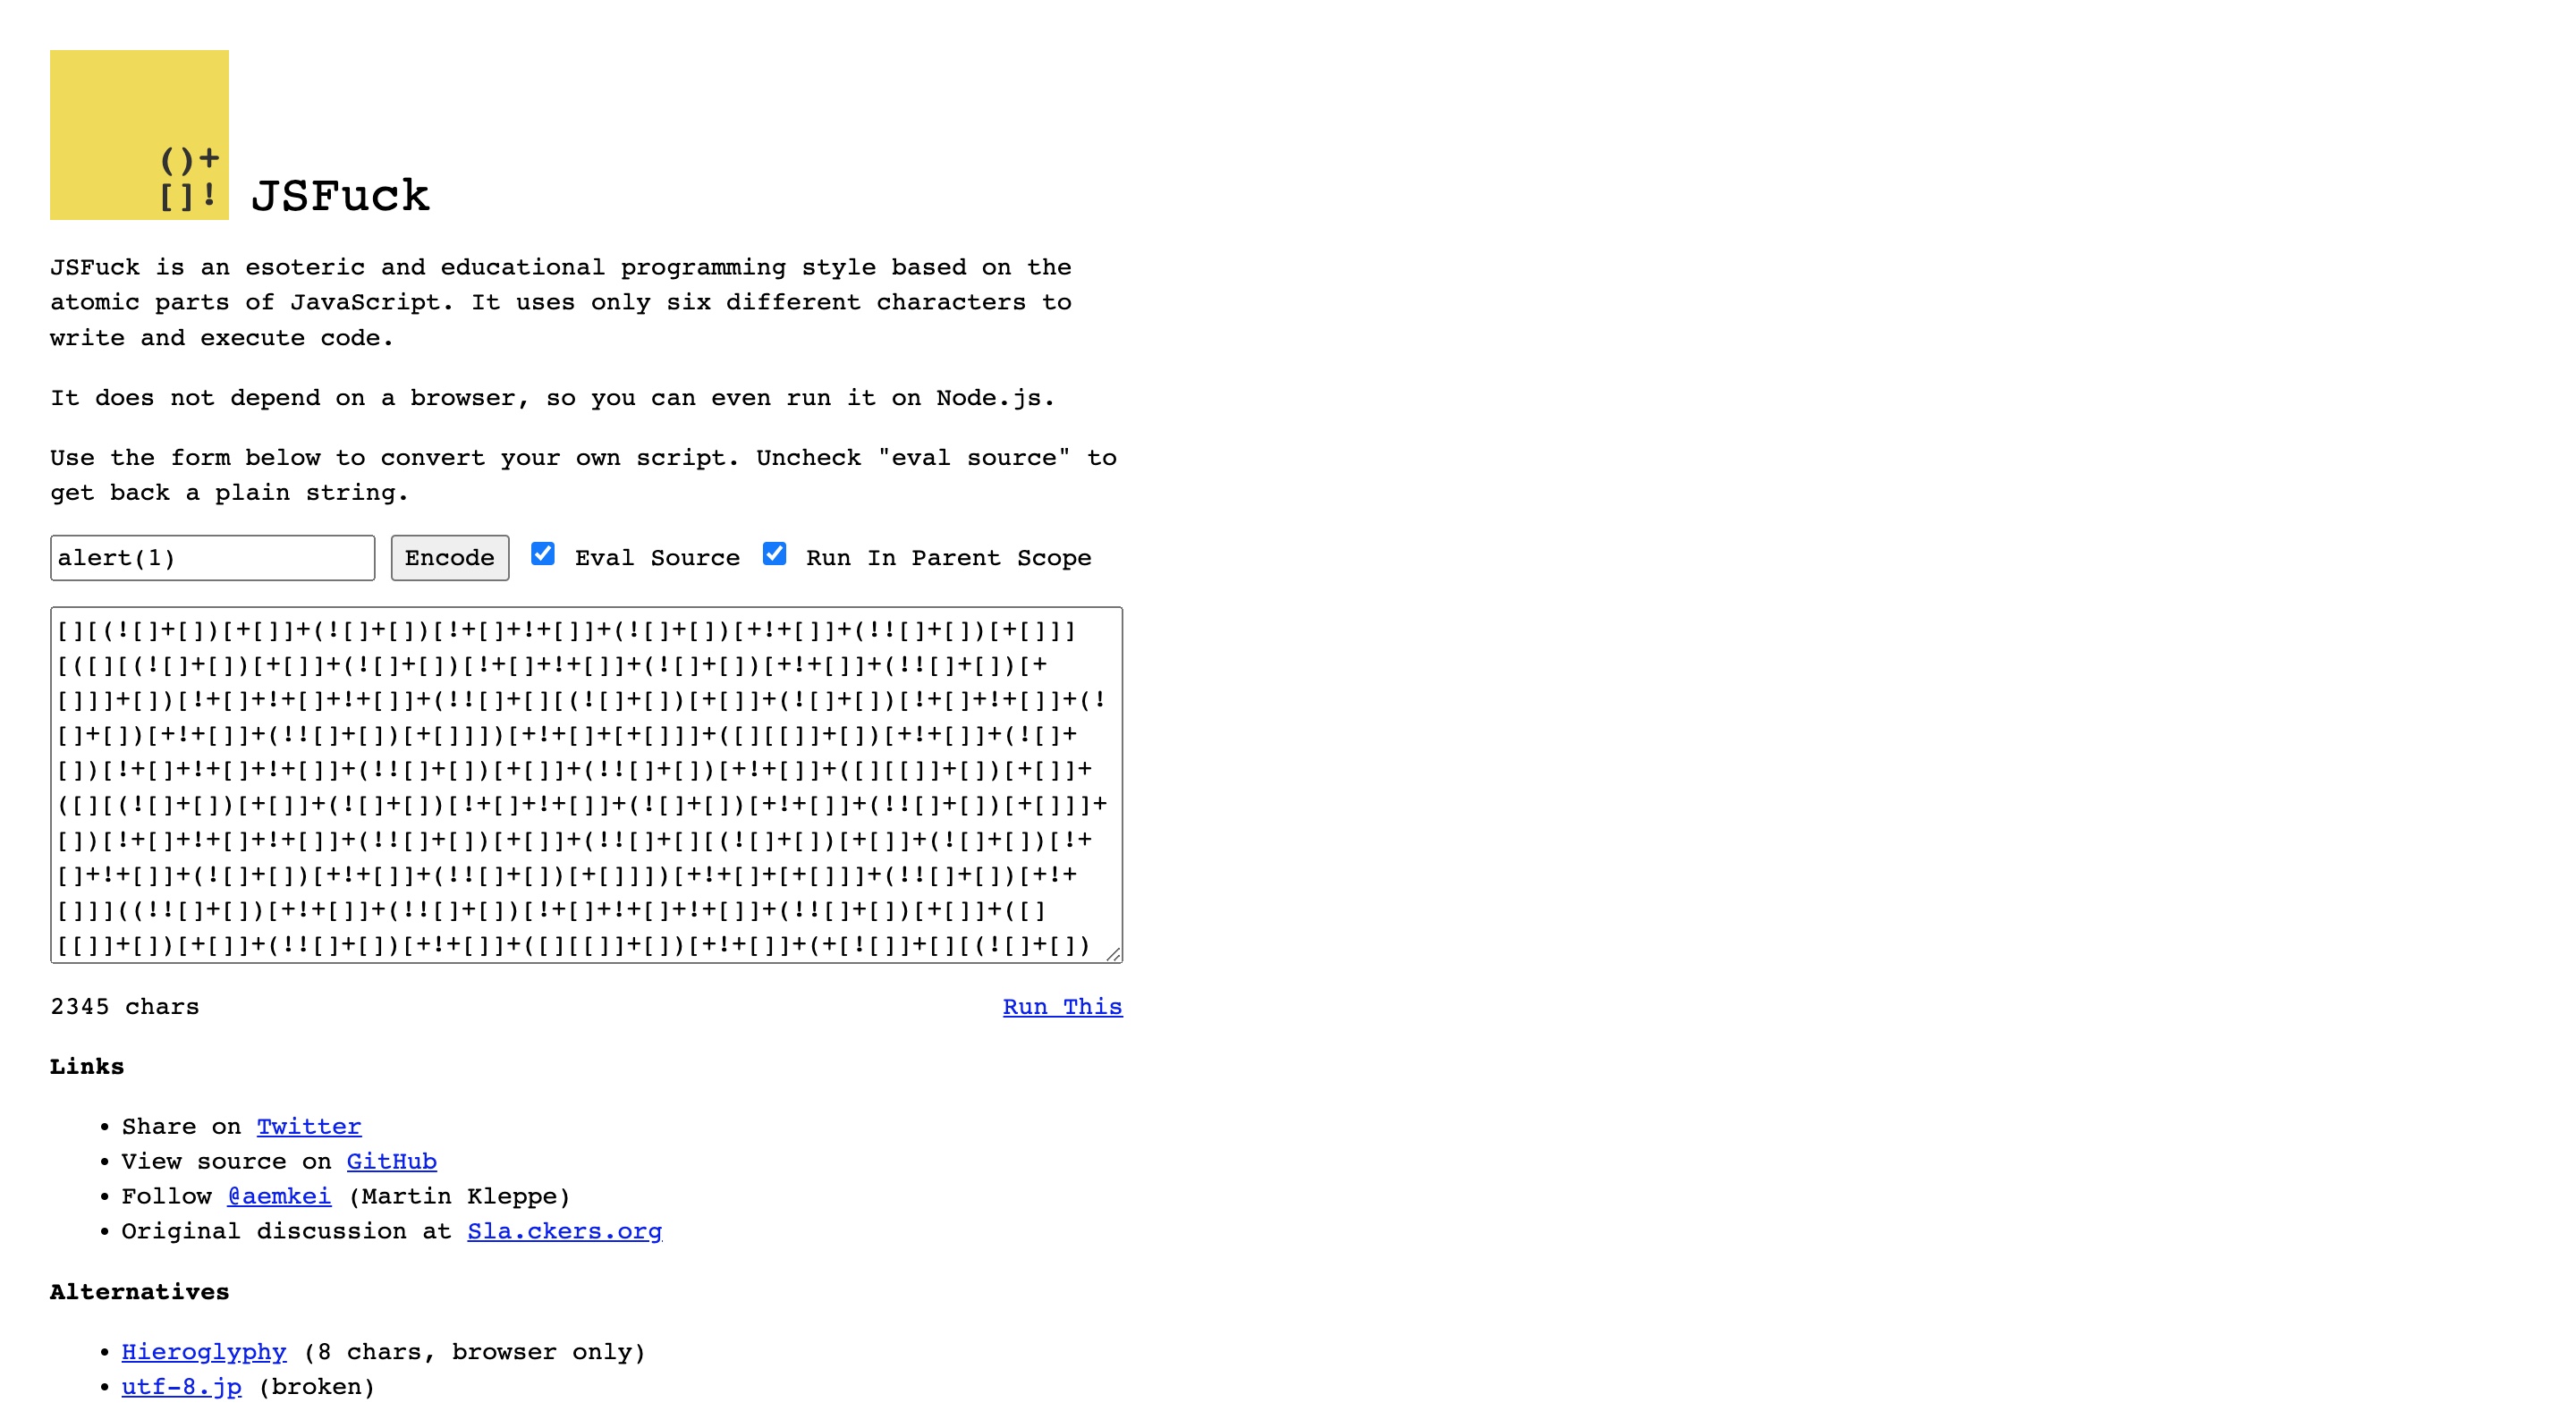 ()+
[]!
JSFuck
JSFuck is an esoteric and educational programming style based on the
atomic parts of JavaScript. It uses only six different characters to
write and execute code.
It does not depend on a browser, so you can even run it on Node.js.
Use the form below to convert your own script. Uncheck "eval source" to
get back a plain string.
alert(1) Encode Eval Source Run In Parent Scope
[][(![]+[])[+[]]+(![]+[])[!+[]+!+[]]+(![]+[])[+!+[]]+(!![]+[])[+[]]]
[([][(![]+[])[+[]]+(![]+[])[!+[]+!+[]]+(![]+[])[+!+[]]+(!![]+[])[+
[]]]+[])[!+[]+!+[]+!+[]]+(!![]+[][(![]+[])[+[]]+(![]+[])[!+[]+!+[]]+(!
[]+[])[+!+[]]+(!![]+[])[+[]]])[+!+[]+[+[]]]+([][[]]+[])[+!+[]]+(![]+
[])[!+[]+!+[]+!+[]]+(!![]+[])[+[]]+(!![]+[])[+!+[]]+([][[]]+[])[+[]]+
([][(![]+[])[+[]]+(![]+[])[!+[]+!+[]]+(![]+[])[+!+[]]+(!![]+[])[+[]]]+
[])[!+[]+!+[]+!+[]]+(!![]+[])[+[]]+(!![]+[][(![]+[])[+[]]+(![]+[])[!+
[]+!+[]]+(![]+[])[+!+[]]+(!![]+[])[+[]]])[+!+[]+[+[]]]+(!![]+[])[+!+
[]]]((!![]+[])[+!+[]]+(!![]+[])[!+[]+!+[]+!+[]]+(!![]+[])[+[]]+([]
[[]]+[])[+[]]+(!![]+[])[+!+[]]+([][[]]+[])[+!+[]]+(+[![]]+[][(![]+[])
2345 chars Run This
Links
• Share on Twitter
• View source on GitHub
• Follow @aemkei (Martin Kleppe)
• Original discussion at Sla.ckers.org
Alternatives
• Hieroglyphy (8 chars, browser only)
• utf-8.jp (broken)